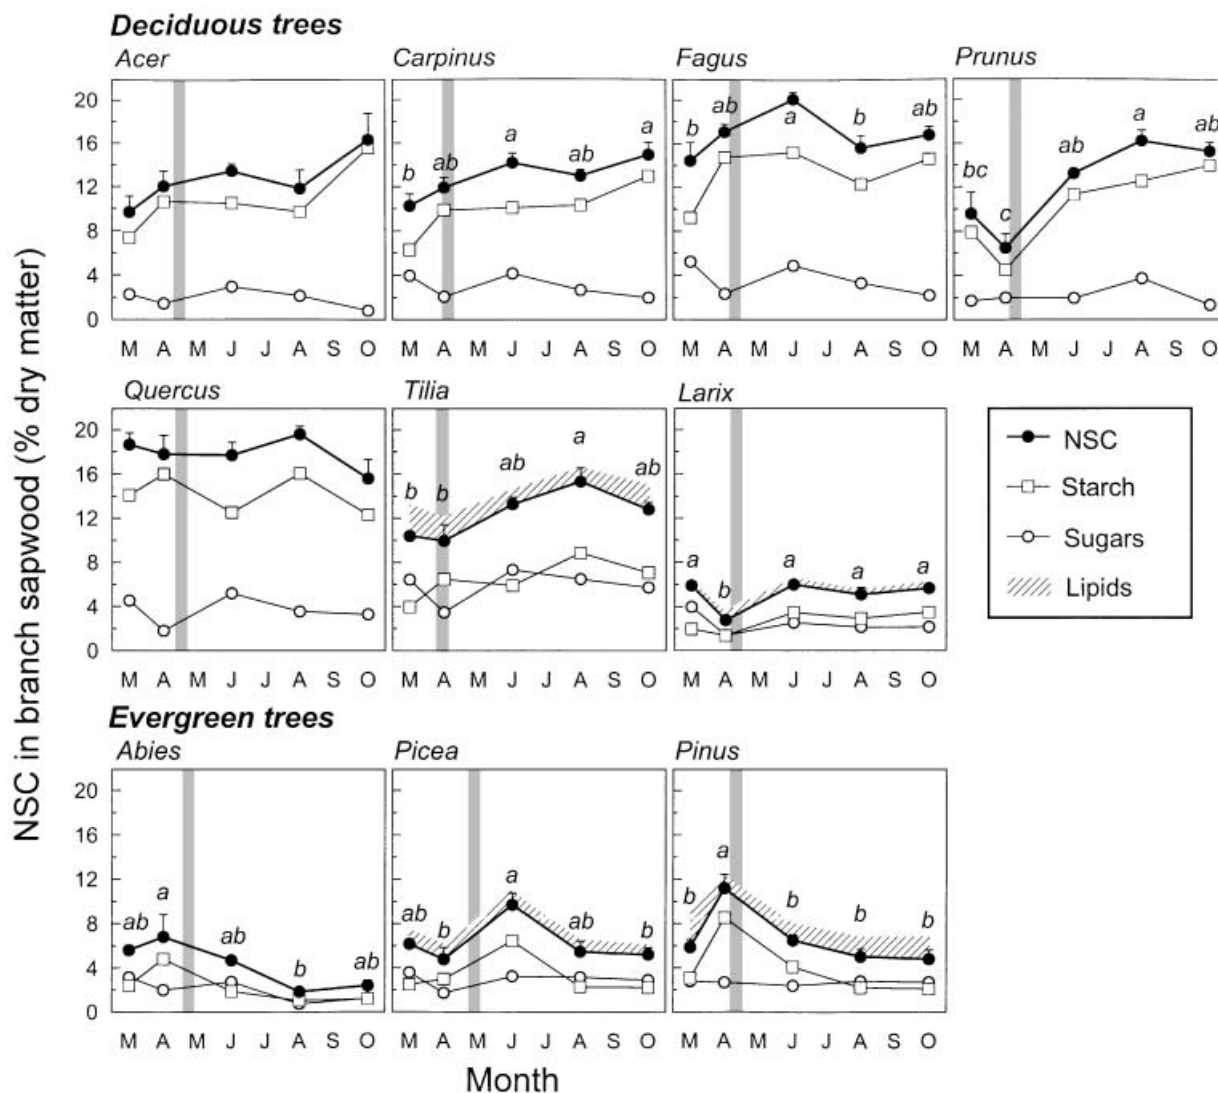 Deciduous trees
Acer
Carpinus
Fagus
Prunus
20
16
12
8
4
0
b
ab
a
ab
a
b
ab
a
b
ab
bc
c
ab
a
ab
M A M J J A S O
M A M J J A S O
M A M J J A S O
M A M J J A S O
Quercus
Tilia
Larix
20
16
12
8
4
0
b
b
ab
a
ab
a
b
a
a
a
NSC
Starch
Sugars
Lipids
M A M J J A S O
M A M J J A S O
M A M J J A S O
Evergreen trees
Abies
Picea
Pinus
20
16
12
8
4
0
ab
a
ab
b
ab
ab
b
a
ab
b
b
a
b
b
b
M A M J J A S O
M A M J J A S O
M A M J J A S O
Month
NSC in branch sapwood (% dry matter)